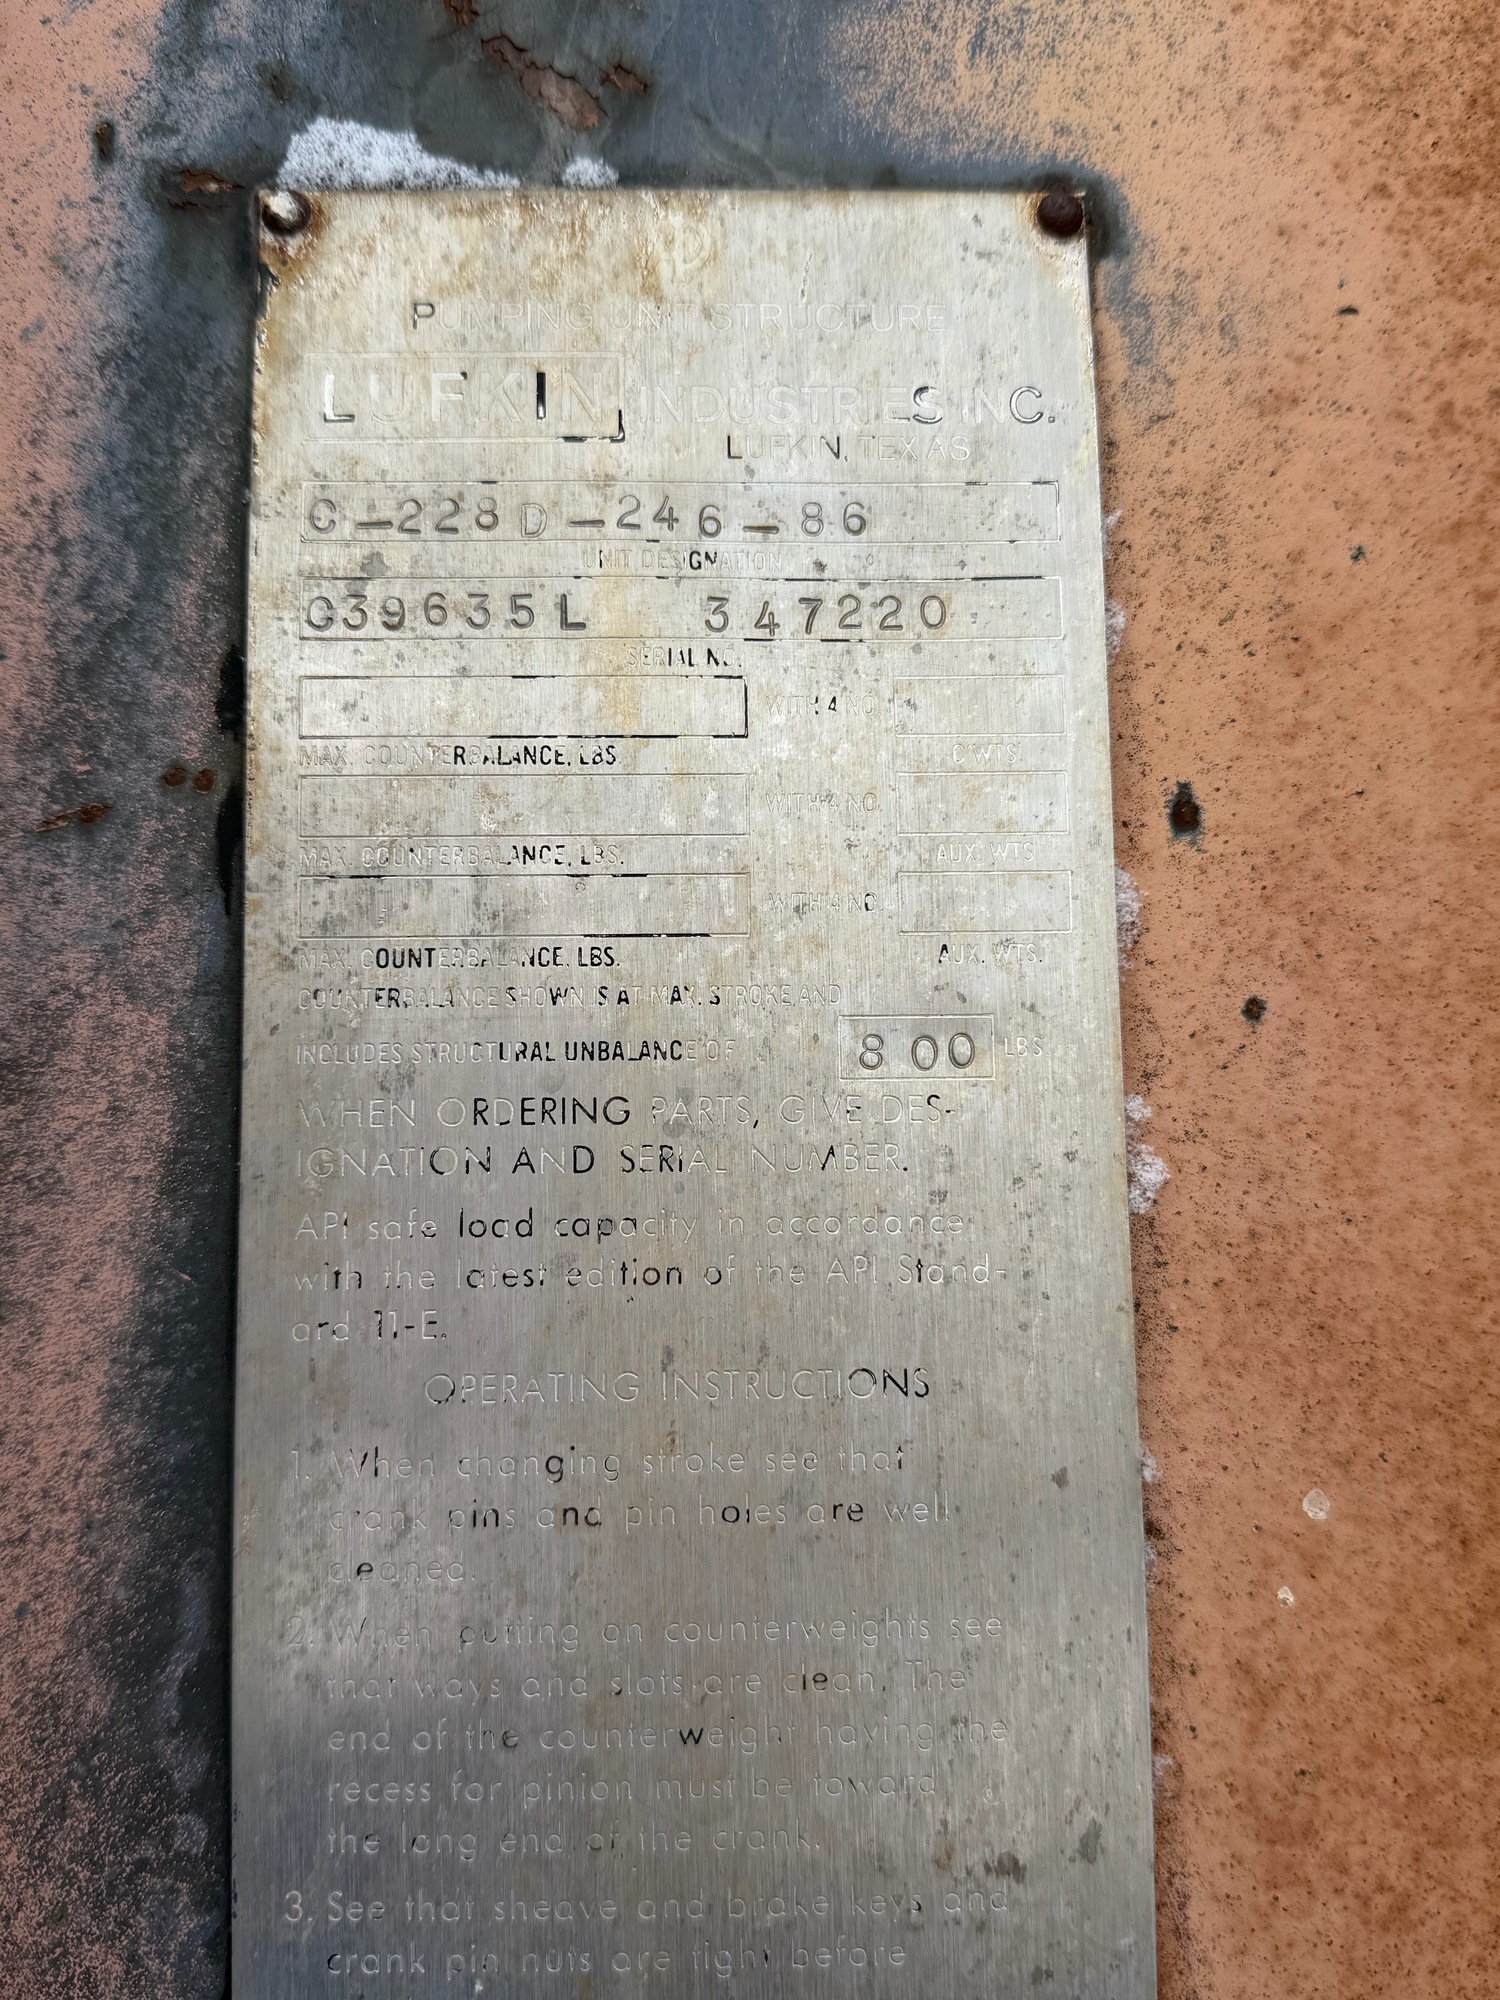 PUMPING UNIT STRUCTURE
LUFKIN INDUSTRIES INC.
LUFKIN, TEXAS
C-228D-246-86
UNIT DESIGNATION
C39635L 347220
SERIAL NO.
WITH 4 NO.
MAX. COUNTERBALANCE, LBS. C'WTS.
WITH 4 NO.
MAX. COUNTERBALANCE, LBS. AUX. WTS.
WITH 4 NO.
MAX. COUNTERBALANCE, LBS. AUX. WTS.
COUNTERBALANCE SHOWN IS AT MAX. STROKE AND
INCLUDES STRUCTURAL UNBALANCE OF 800 LBS.
WHEN ORDERING PARTS, GIVE DES-
IGNATION AND SERIAL NUMBER.
API safe load capacity in accordance
with the latest edition of the API Stand-
ard 11-E.
OPERATING INSTRUCTIONS
1. When changing stroke see that
crank pins and pin holes are well
cleaned.
2. When putting on counterweights see
that ways and slots are clean. The
end of the counterweight having the
recess for pinion must be toward
the long end of the crank.
3. See that sheave and brake keys and
crank pin nuts are tight before